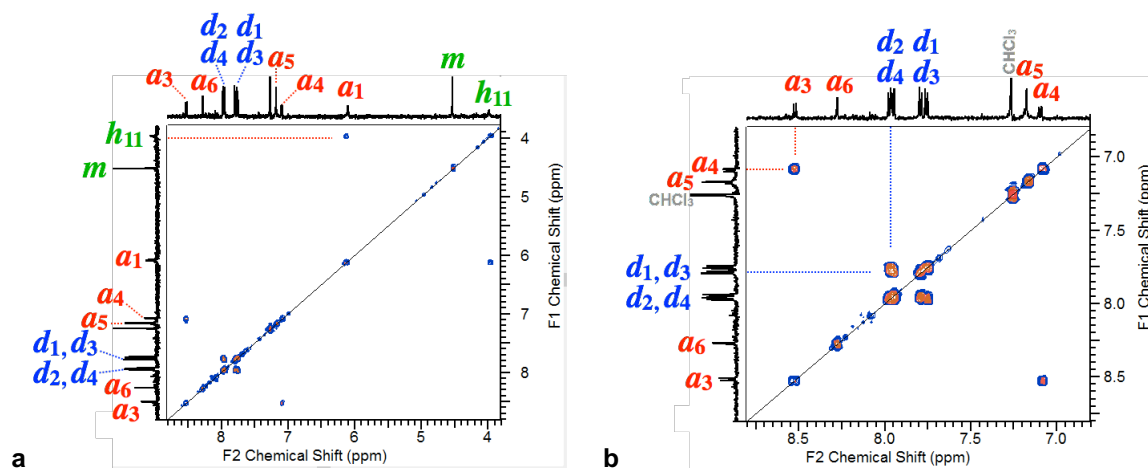 d2 d1
d4 d3
a3 a6 a5 a4 a1 m h11
h11
m
a1
a4
a5
d1, d3
d2, d4
a6
a3
4
5
6
7
8
F1 Chemical Shift (ppm)
8 7 6 5 4
F2 Chemical Shift (ppm)
a
d2 d1 CHCl3
d4 d3
a3 a6 a5 a4
a4
a5
CHCl3
d1, d3
d2, d4
a6
a3
7.0
7.5
8.0
8.5
F1 Chemical Shift (ppm)
8.5 8.0 7.5 7.0
F2 Chemical Shift (ppm)
b